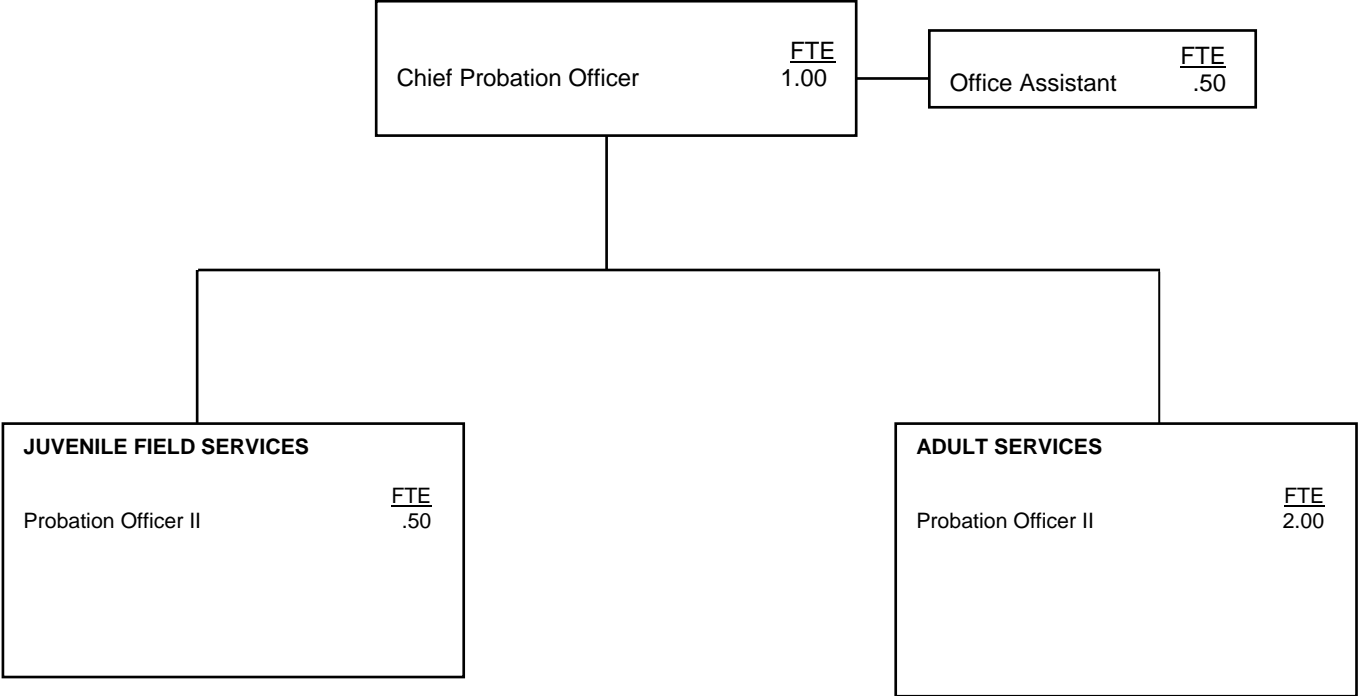 FTE
Chief Probation Officer 1.00
FTE
Office Assistant .50
JUVENILE FIELD SERVICES
FTE
Probation Officer II .50
ADULT SERVICES
FTE
Probation Officer II 2.00